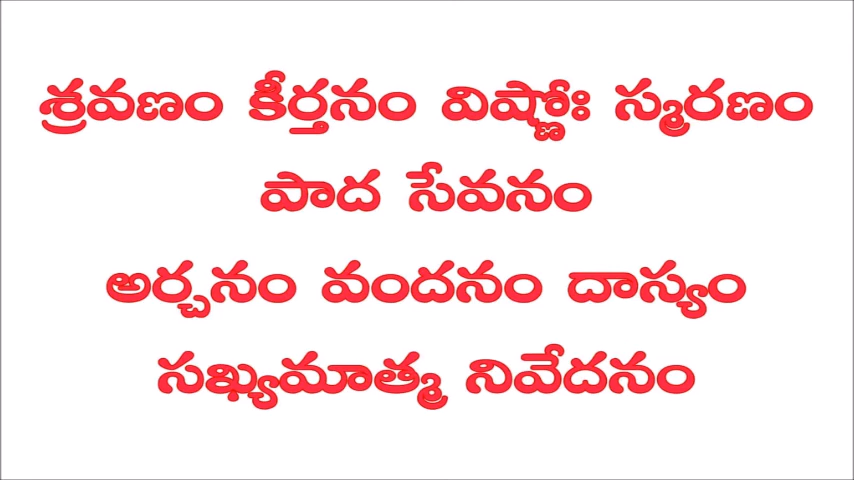 శ్రవణం కీర్తనం విష్ణోః స్మరణం
పాద సేవనం
అర్చనం వందనం దాస్యం
సఖ్యమాత్మ నివేదనం